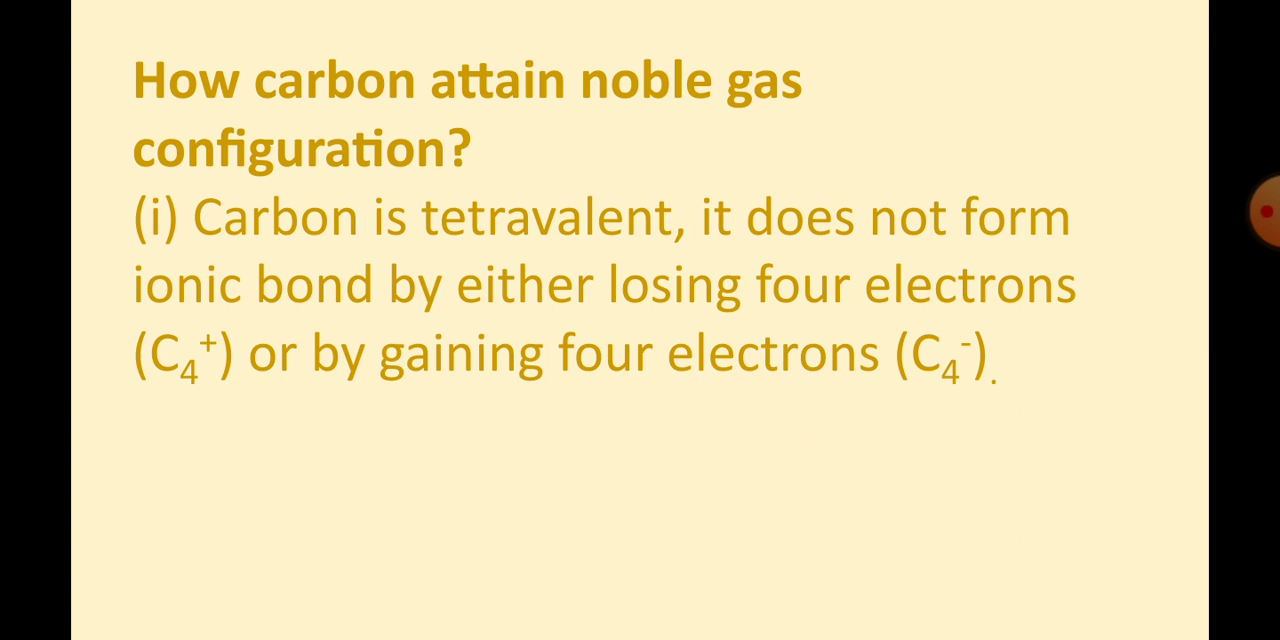 How carbon attain noble gas
configuration?
(i) Carbon is tetravalent, it does not form
ionic bond by either losing four electrons
(C₄⁺) or by gaining four electrons (C₄⁻).